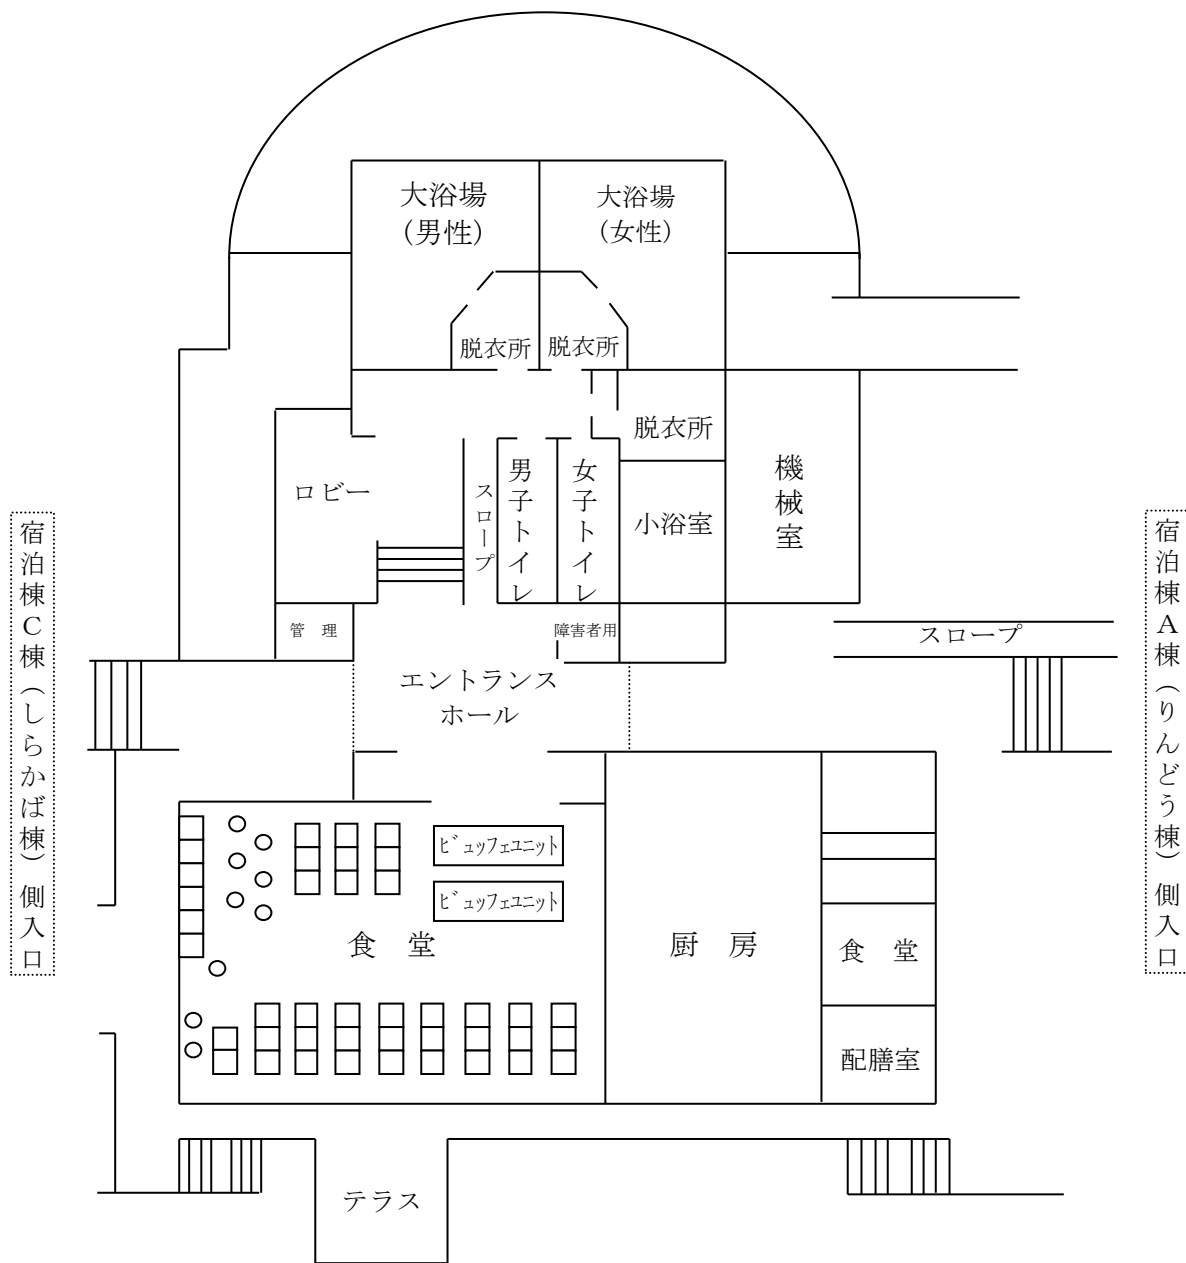 大浴場
（男性）
大浴場
（女性）
脱衣所
脱衣所
脱衣所
ロビー
スロープ
男子トイレ
女子トイレ
小浴室
機械室
宿泊棟C棟（しらかば棟）側入口
宿泊棟A棟（りんどう棟）側入口
管　理
障害者用
スロープ
エントランス
ホール
ビュッフェユニット
ビュッフェユニット
食　堂
厨　房
食　堂
配膳室
テラス